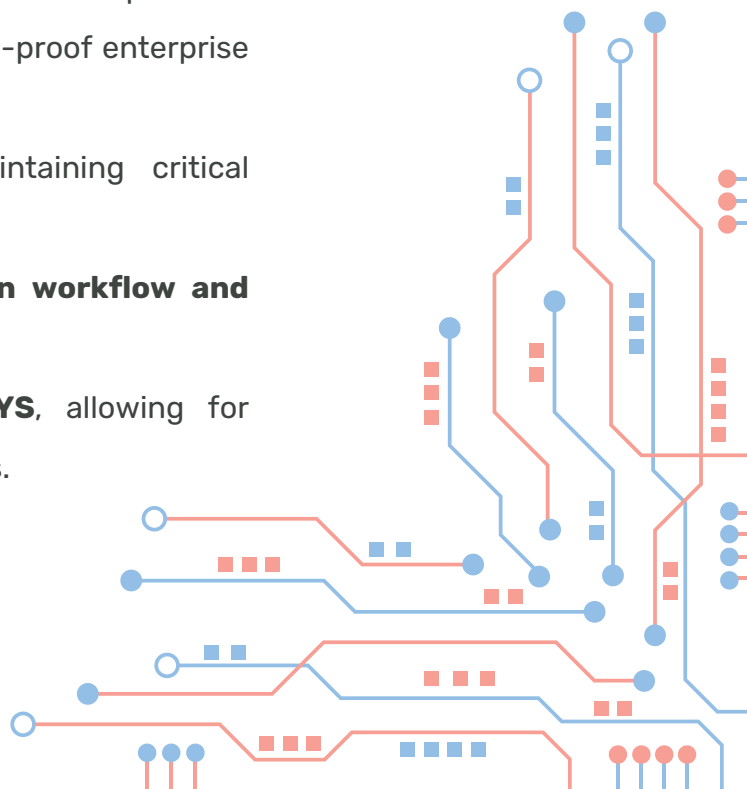 -proof enterprise
intaining critical
n workflow and
YS, allowing for
s.